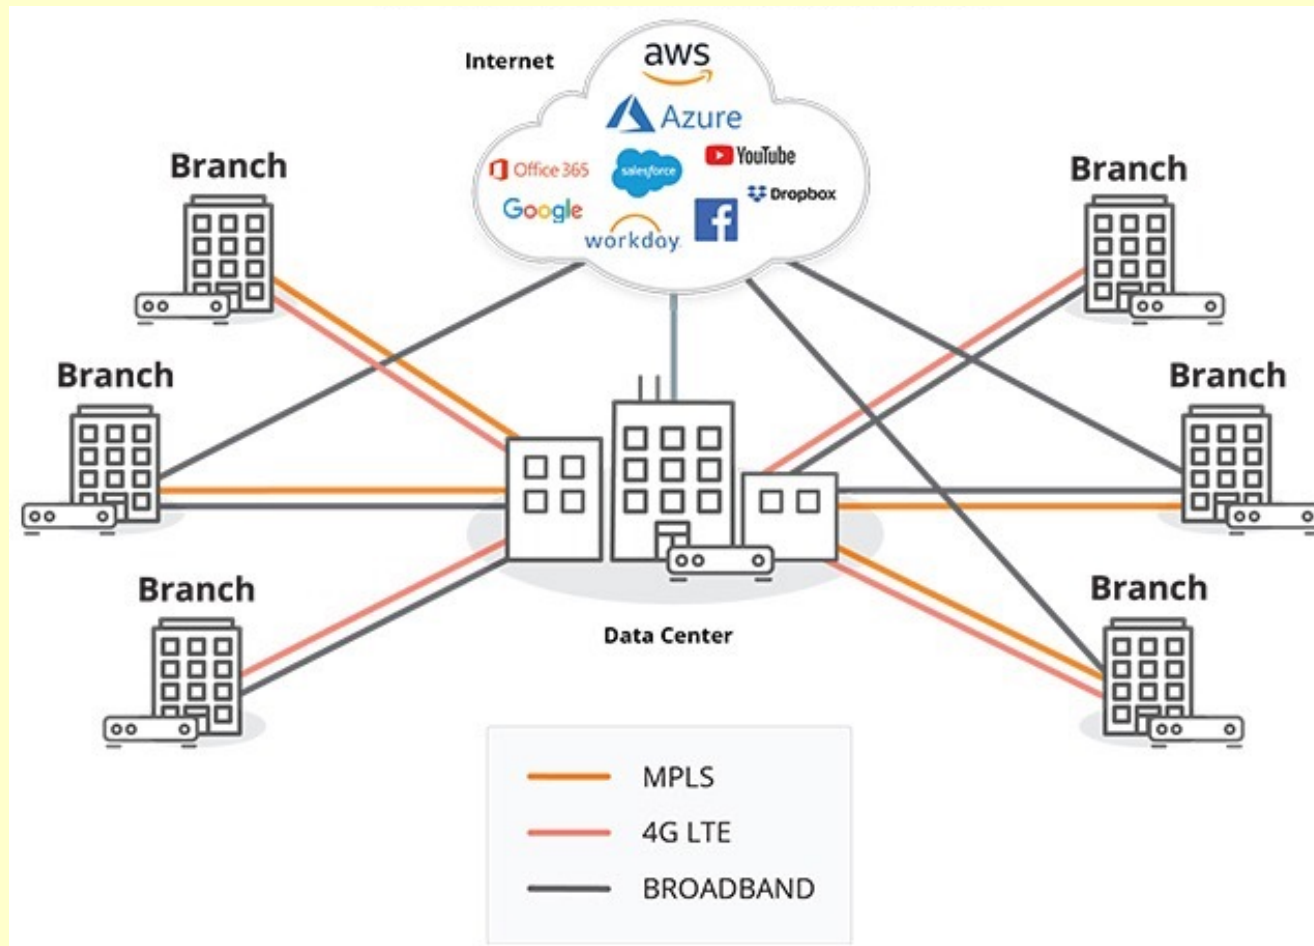 Internet
aws
Azure
Office 365
salesforce
YouTube
Google
Dropbox
workday
f
Branch
Branch
Branch
Branch
Branch
Branch
Data Center
MPLS
4G LTE
BROADBAND